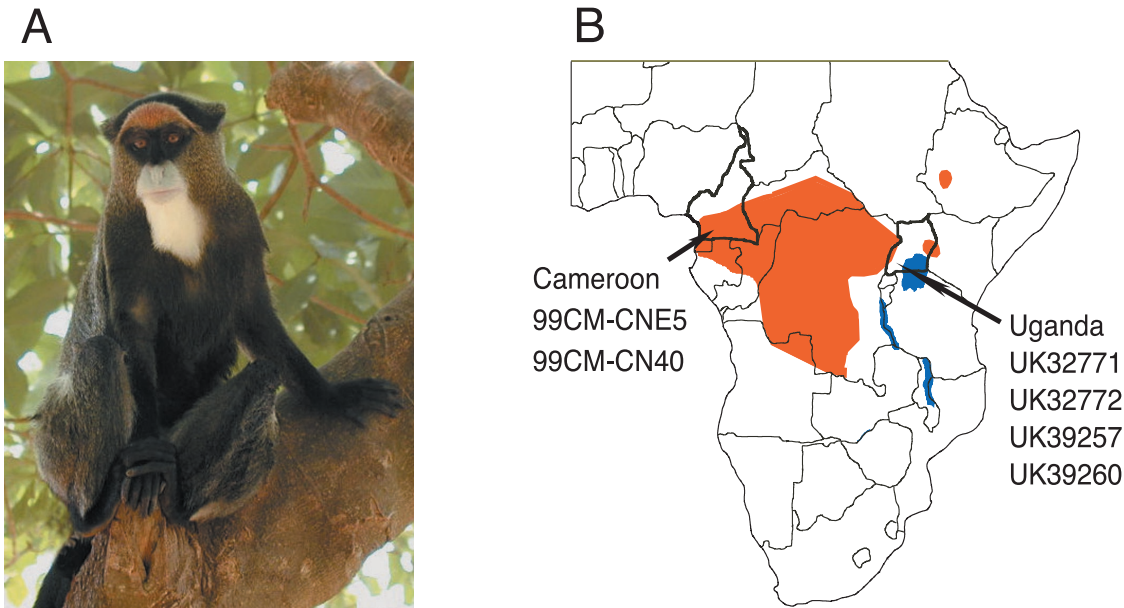 A
B
Cameroon
99CM-CNE5
99CM-CN40
Uganda
UK32771
UK32772
UK39257
UK39260